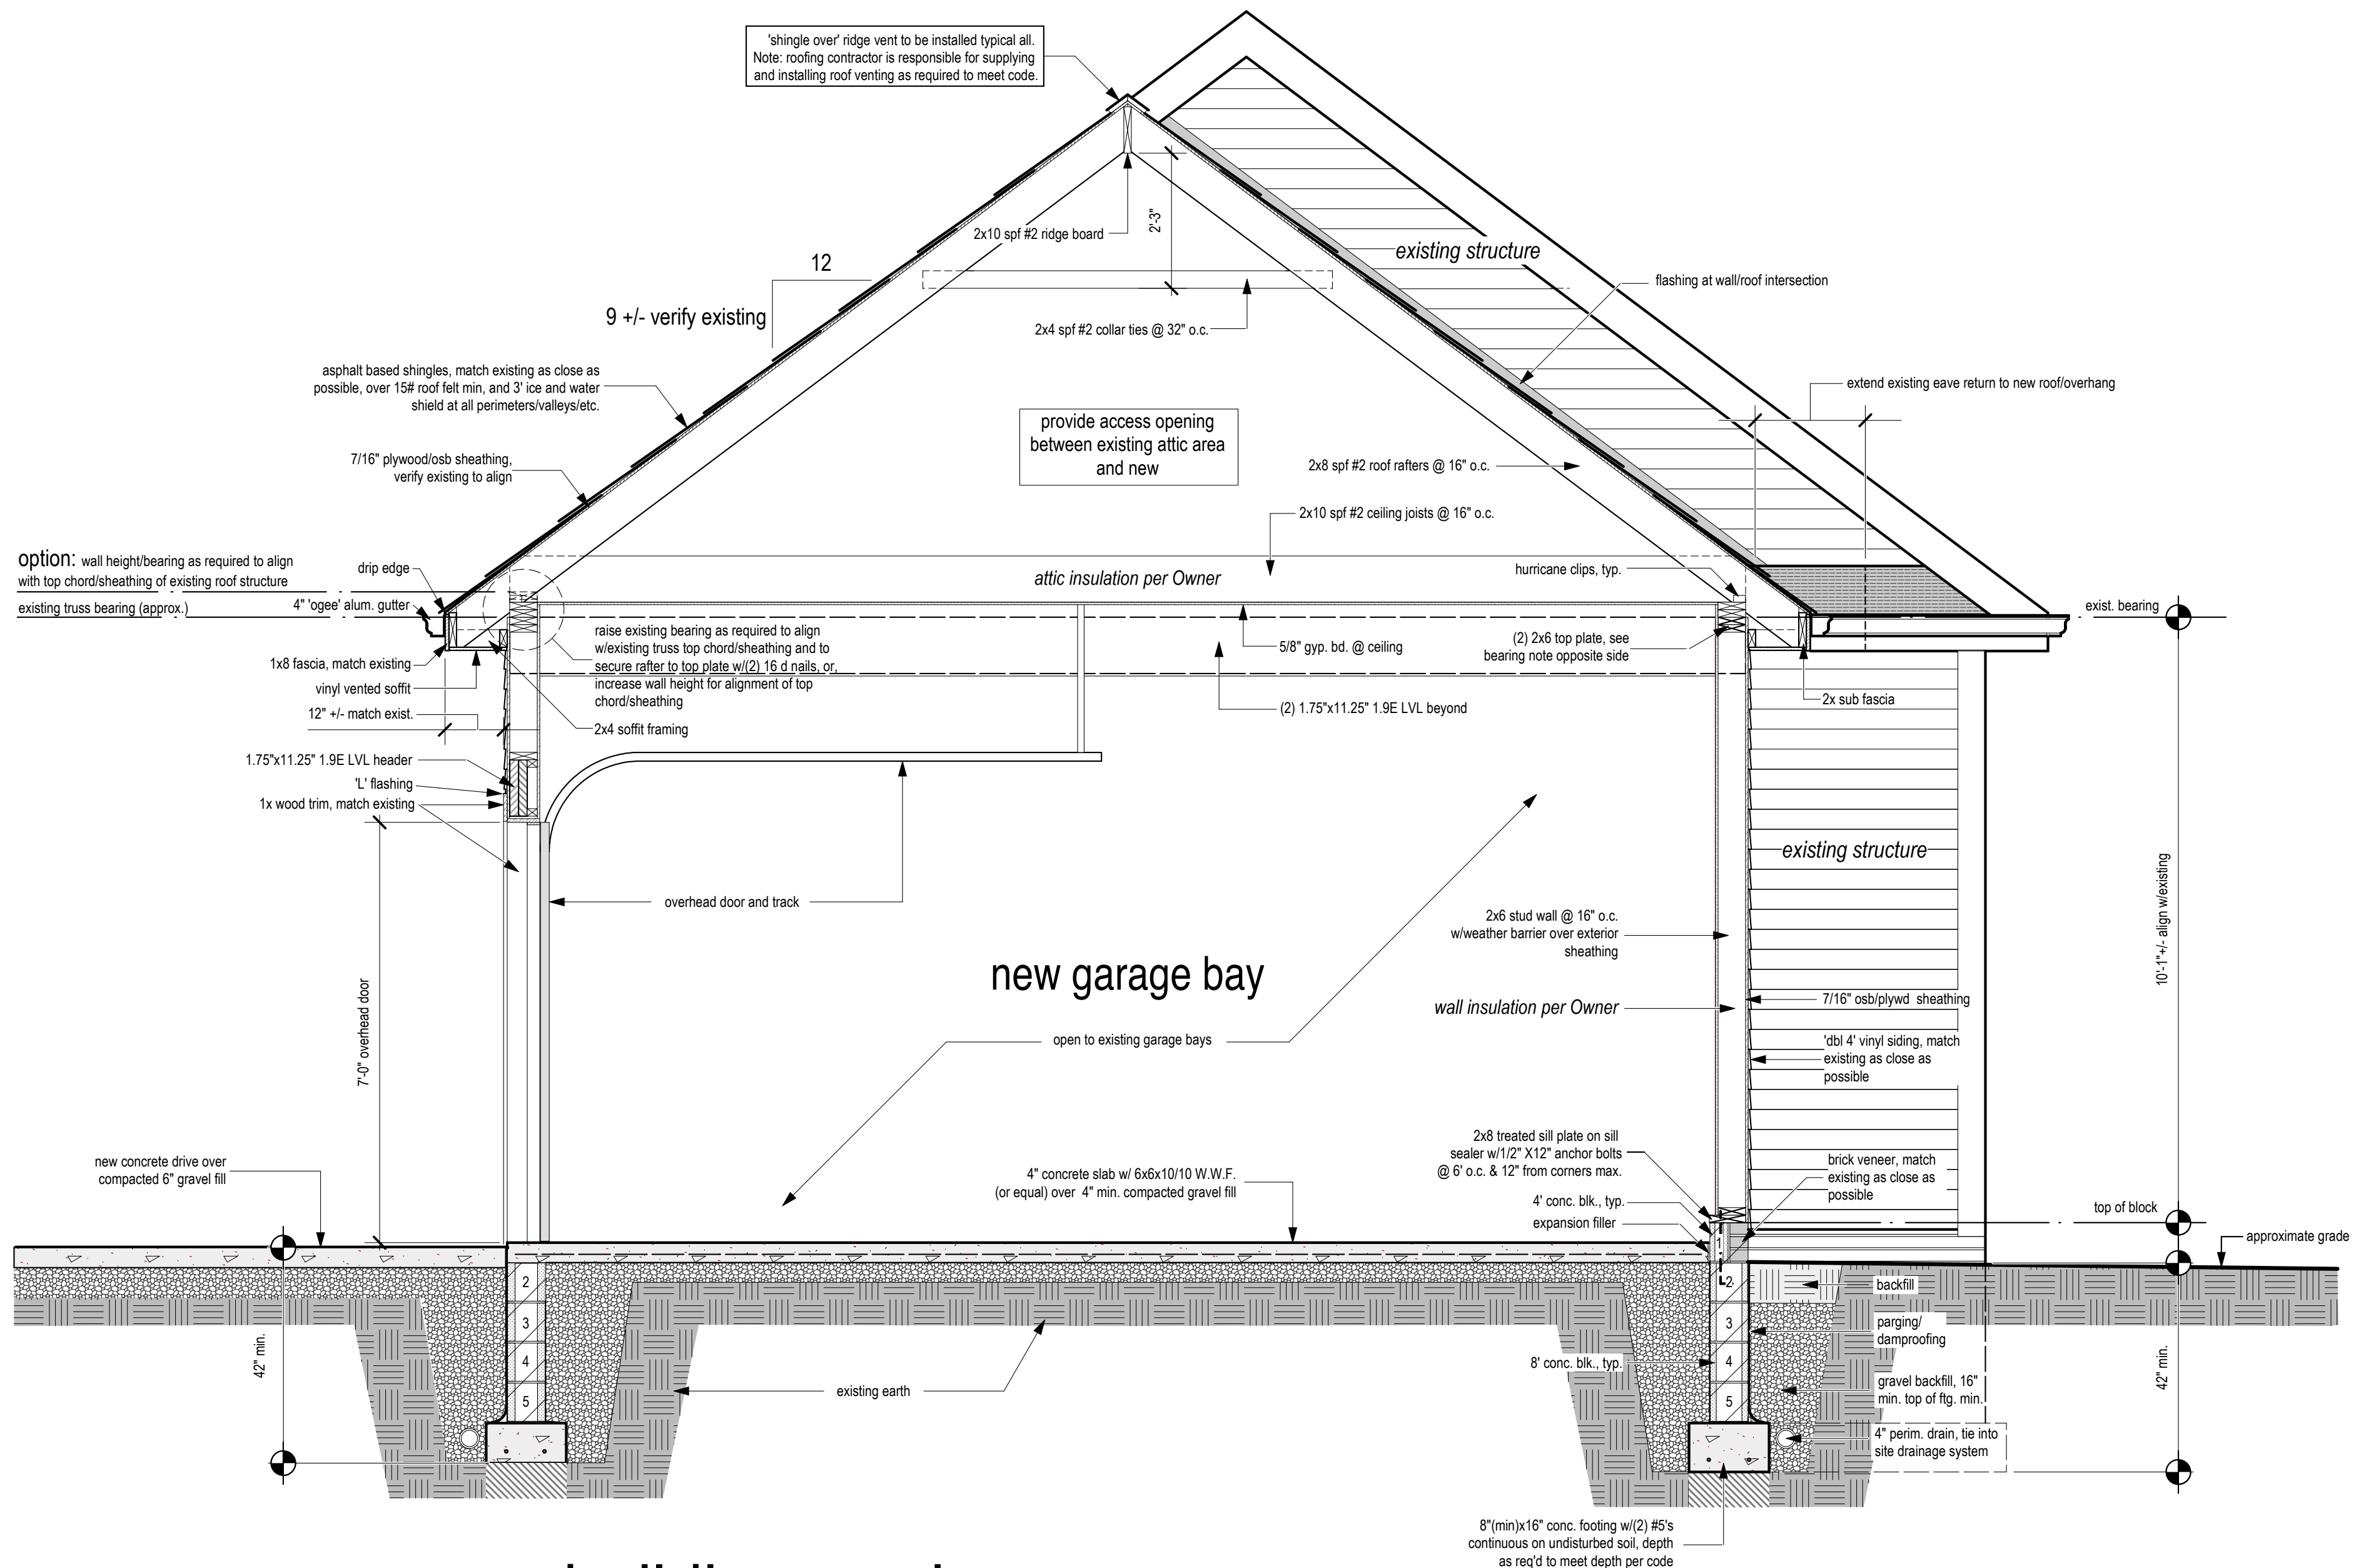 'shingle over' ridge vent to be installed typical all.
Note: roofing contractor is responsible for supplying
and installing roof venting as required to meet code.
2x10 spf #2 ridge board
2'-3"
existing structure
flashing at wall/roof intersection
12
9 +/- verify existing
2x4 spf #2 collar ties @ 32" o.c.
asphalt based shingles, match existing as close as
possible, over 15# roof felt min, and 3' ice and water
shield at all perimeters/valleys/etc.
extend existing eave return to new roof/overhang
provide access opening
between existing attic area
and new
7/16" plywood/osb sheathing,
verify existing to align
2x8 spf #2 roof rafters @ 16" o.c.
2x10 spf #2 ceiling joists @ 16" o.c.
option: wall height/bearing as required to align
with top chord/sheathing of existing roof structure
existing truss bearing (approx.)
drip edge
4" 'ogee' alum. gutter
attic insulation per Owner
hurricane clips, typ.
exist. bearing
raise existing bearing as required to align
w/existing truss top chord/sheathing and to
secure rafter to top plate w/(2) 16 d nails, or,
increase wall height for alignment of top
chord/sheathing
5/8" gyp. bd. @ ceiling
(2) 2x6 top plate, see
bearing note opposite side
1x8 fascia, match existing
vinyl vented soffit
12" +/- match exist.
2x4 soffit framing
(2) 1.75"x11.25" 1.9E LVL beyond
2x sub fascia
1.75"x11.25" 1.9E LVL header
'L' flashing
1x wood trim, match existing
overhead door and track
existing structure
2x6 stud wall @ 16" o.c.
w/weather barrier over exterior
sheathing
10'-1"+/- align w/existing
new garage bay
wall insulation per Owner
7/16" osb/plywd sheathing
7'-0" overhead door
open to existing garage bays
'dbl 4' vinyl siding, match
existing as close as
possible
new concrete drive over
compacted 6" gravel fill
4" concrete slab w/ 6x6x10/10 W.W.F.
(or equal) over 4" min. compacted gravel fill
2x8 treated sill plate on sill
sealer w/1/2" X12" anchor bolts
@ 6' o.c. & 12" from corners max.
brick veneer, match
existing as close as
possible
4' conc. blk., typ.
expansion filler
top of block
approximate grade
1
2
2
backfill
3
3
parging/
damproofing
42" min.
4
8' conc. blk., typ.
4
42" min.
existing earth
gravel backfill, 16"
min. top of ftg. min.
5
5
4" perim. drain, tie into
site drainage system
8"(min)x16" conc. footing w/(2) #5's
continuous on undisturbed soil, depth
as req'd to meet depth per code